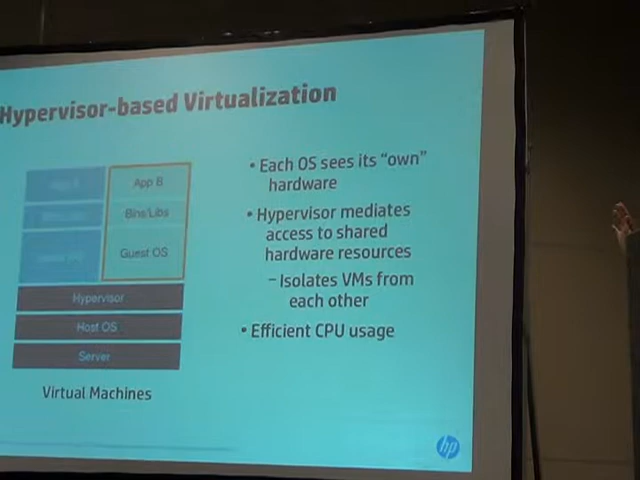 Hypervisor-based Virtualization
App B
Bins/Libs
Guest OS
Hypervisor
Host OS
Server
Virtual Machines
• Each OS sees its “own”
hardware
• Hypervisor mediates
access to shared
hardware resources
– Isolates VMs from
each other
• Efficient CPU usage
hp